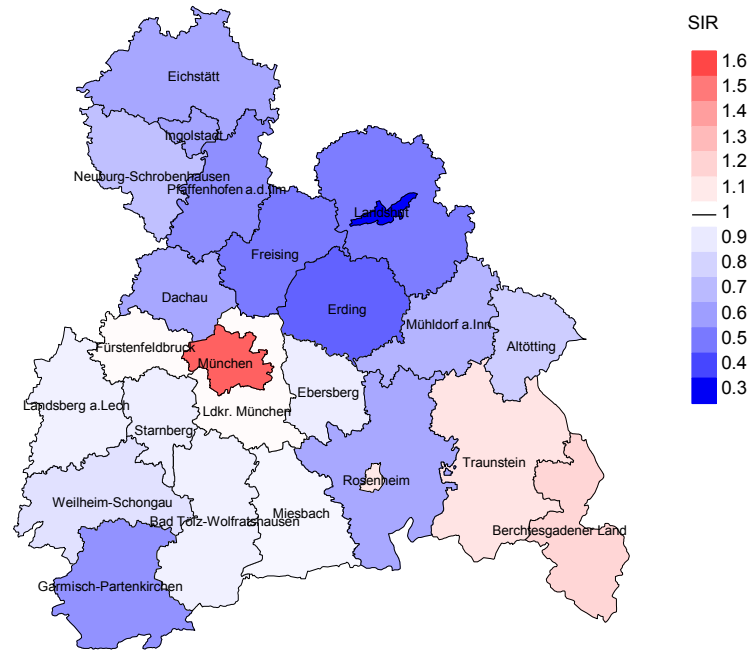 SIR
Eichstätt
1.6
1.5
1.4
1.3
1.2
1.1
1
0.9
0.8
0.7
0.6
0.5
0.4
0.3
Ingolstadt
Neuburg-Schrobenhausen
Pfaffenhofen a.d.Ilm
Landshut
Freising
Dachau
Erding
Mühldorf a.Inn
Altötting
Fürstenfeldbruck
München
Ebersberg
Landsberg a.Lech
Ldkr. München
Starnberg
Traunstein
Rosenheim
Weilheim-Schongau
Miesbach
Bad Tölz-Wolfratshausen
Berchtesgadener Land
Garmisch-Partenkirchen